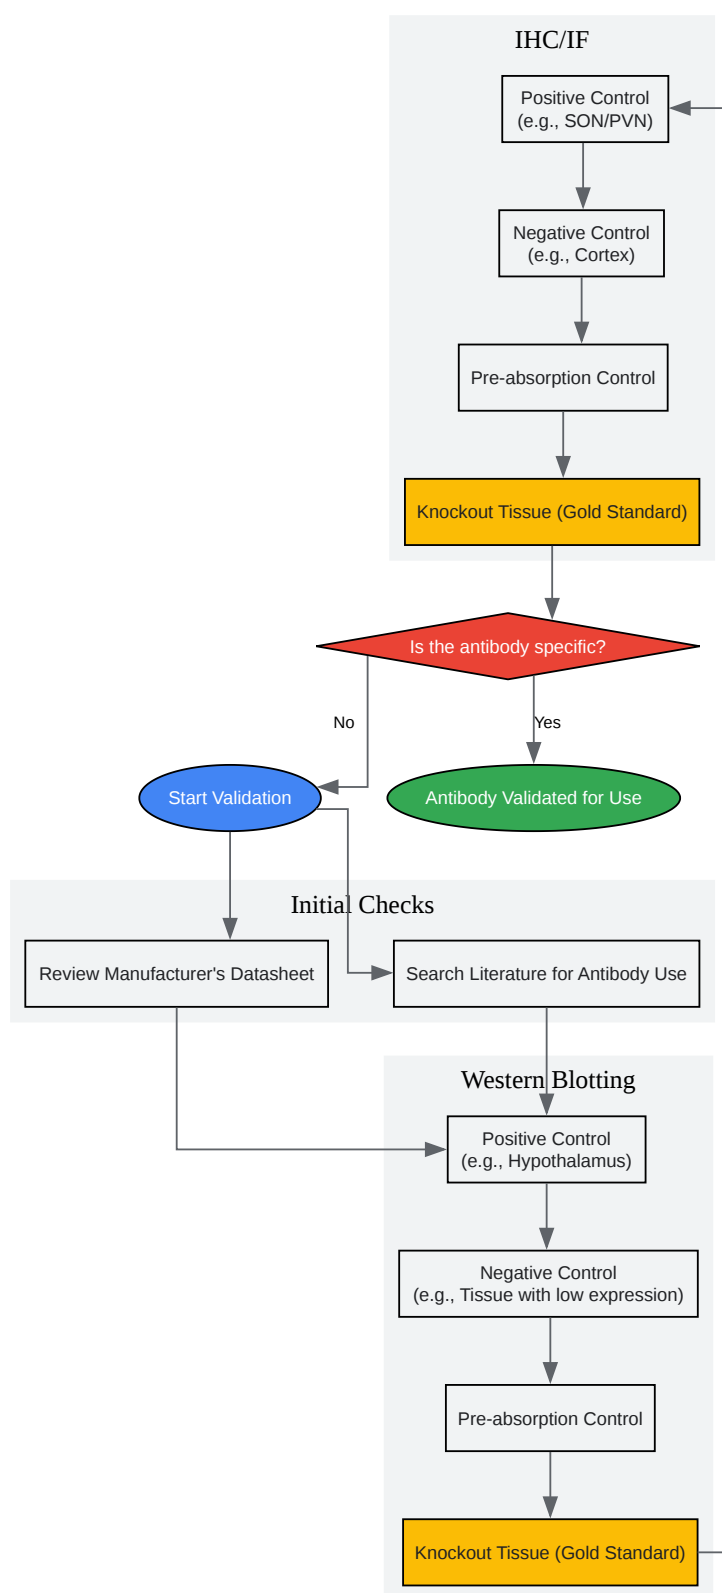 IHC/IF
Positive Control
(e.g., SON/PVN)
Negative Control
(e.g., Cortex)
Pre-absorption Control
Knockout Tissue (Gold Standard)
Is the antibody specific?
No
Yes
Start Validation
Antibody Validated for Use
Initial Checks
Review Manufacturer's Datasheet
Search Literature for Antibody Use
Western Blotting
Positive Control
(e.g., Hypothalamus)
Negative Control
(e.g., Tissue with low expression)
Pre-absorption Control
Knockout Tissue (Gold Standard)